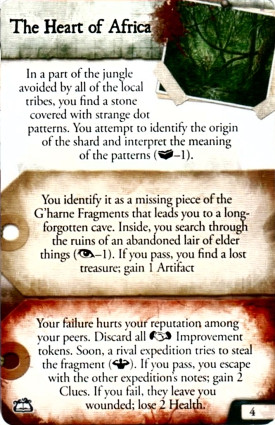 The Heart of Africa
In a part of the jungle
avoided by all of the local
tribes, you find a stone
covered with strange dot
patterns. You attempt to identify the origin
of the shard and interpret the meaning
of the patterns (–1).
You identify it as a missing piece of the
G'harne Fragments that leads you to a long-
forgotten cave. Inside, you search through
the ruins of an abandoned lair of elder
things (–1). If you pass, you find a lost
treasure; gain 1 Artifact
Your failure hurts your reputation among
your peers. Discard all Improvement
tokens. Soon, a rival expedition tries to steal
the fragment (). If you pass, you escape
with the other expedition's notes; gain 2
Clues. If you fail, they leave you
wounded; lose 2 Health.
4